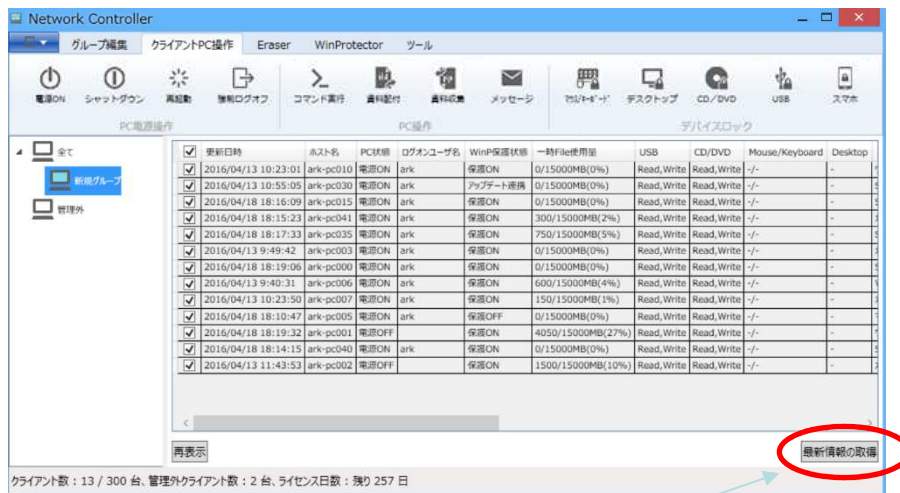 Network Controller
グループ編集 クライアントPC操作 Eraser WinProtector ツール
電源ON シャットダウン 再起動 強制ログオフ コマンド実行 資料配付 資料収集 メッセージ マウス/キーボード デスクトップ CD/DVD USB スマホ
PC電源操作 PC操作 デバイスロック
全て
新規グループ
管理外
更新日時 ホスト名 PC状態 ログオンユーザ名 WinP保護状態 一時File使用量 USB CD/DVD Mouse/Keyboard Desktop
2016/04/13 10:23:01 ark-pc010 電源ON ark 保護ON 0/15000MB(0%) Read,Write Read,Write -/- -
2016/04/13 10:55:05 ark-pc030 電源ON ark アップデート連携 0/15000MB(0%) Read,Write Read,Write -/- -
2016/04/18 18:16:09 ark-pc015 電源ON ark 保護ON 0/15000MB(0%) Read,Write Read,Write -/- -
2016/04/18 18:15:23 ark-pc041 電源ON ark 保護ON 300/15000MB(2%) Read,Write Read,Write -/- -
2016/04/18 18:17:33 ark-pc035 電源ON ark 保護ON 750/15000MB(5%) Read,Write Read,Write -/- -
2016/04/13 9:49:42 ark-pc003 電源ON ark 保護ON 0/15000MB(0%) Read,Write Read,Write -/- -
2016/04/18 18:19:06 ark-pc000 電源ON ark 保護ON 0/15000MB(0%) Read,Write Read,Write -/- -
2016/04/13 9:40:31 ark-pc006 電源ON ark 保護ON 600/15000MB(4%) Read,Write Read,Write -/- -
2016/04/13 10:23:50 ark-pc007 電源ON ark 保護ON 150/15000MB(1%) Read,Write Read,Write -/- -
2016/04/18 18:10:47 ark-pc005 電源ON ark 保護OFF 0/15000MB(0%) Read,Write Read,Write -/- -
2016/04/18 18:19:32 ark-pc001 電源OFF 保護ON 4050/15000MB(27%) Read,Write Read,Write -/- -
2016/04/18 18:14:15 ark-pc040 電源ON ark 保護ON 0/15000MB(0%) Read,Write Read,Write -/- -
2016/04/13 11:43:53 ark-pc002 電源OFF 保護ON 1500/15000MB(10%) Read,Write Read,Write -/- -
再表示 最新情報の取得
クライアント数 : 13 / 300 台、管理外クライアント数 : 2 台、ライセンス日数 : 残り 257 日